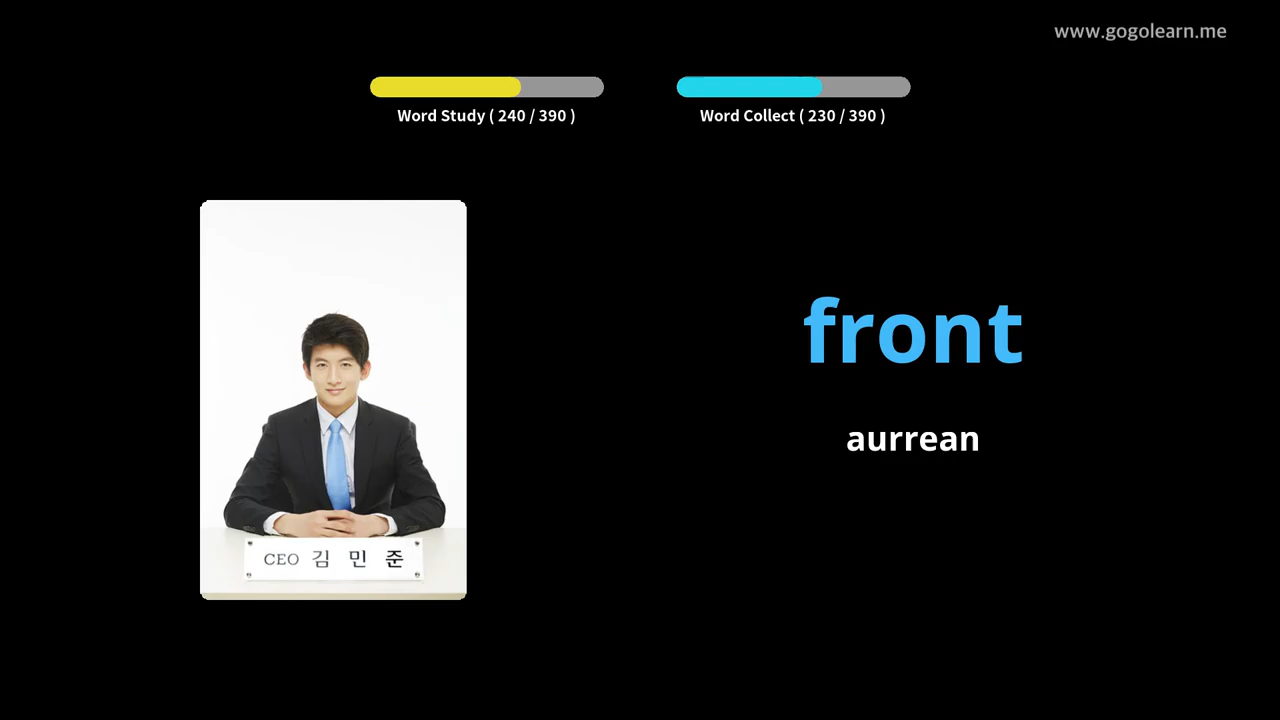 www.gogolearn.me
Word Study ( 240 / 390 )
Word Collect ( 230 / 390 )
front
aurrean
CEO 김 민 준